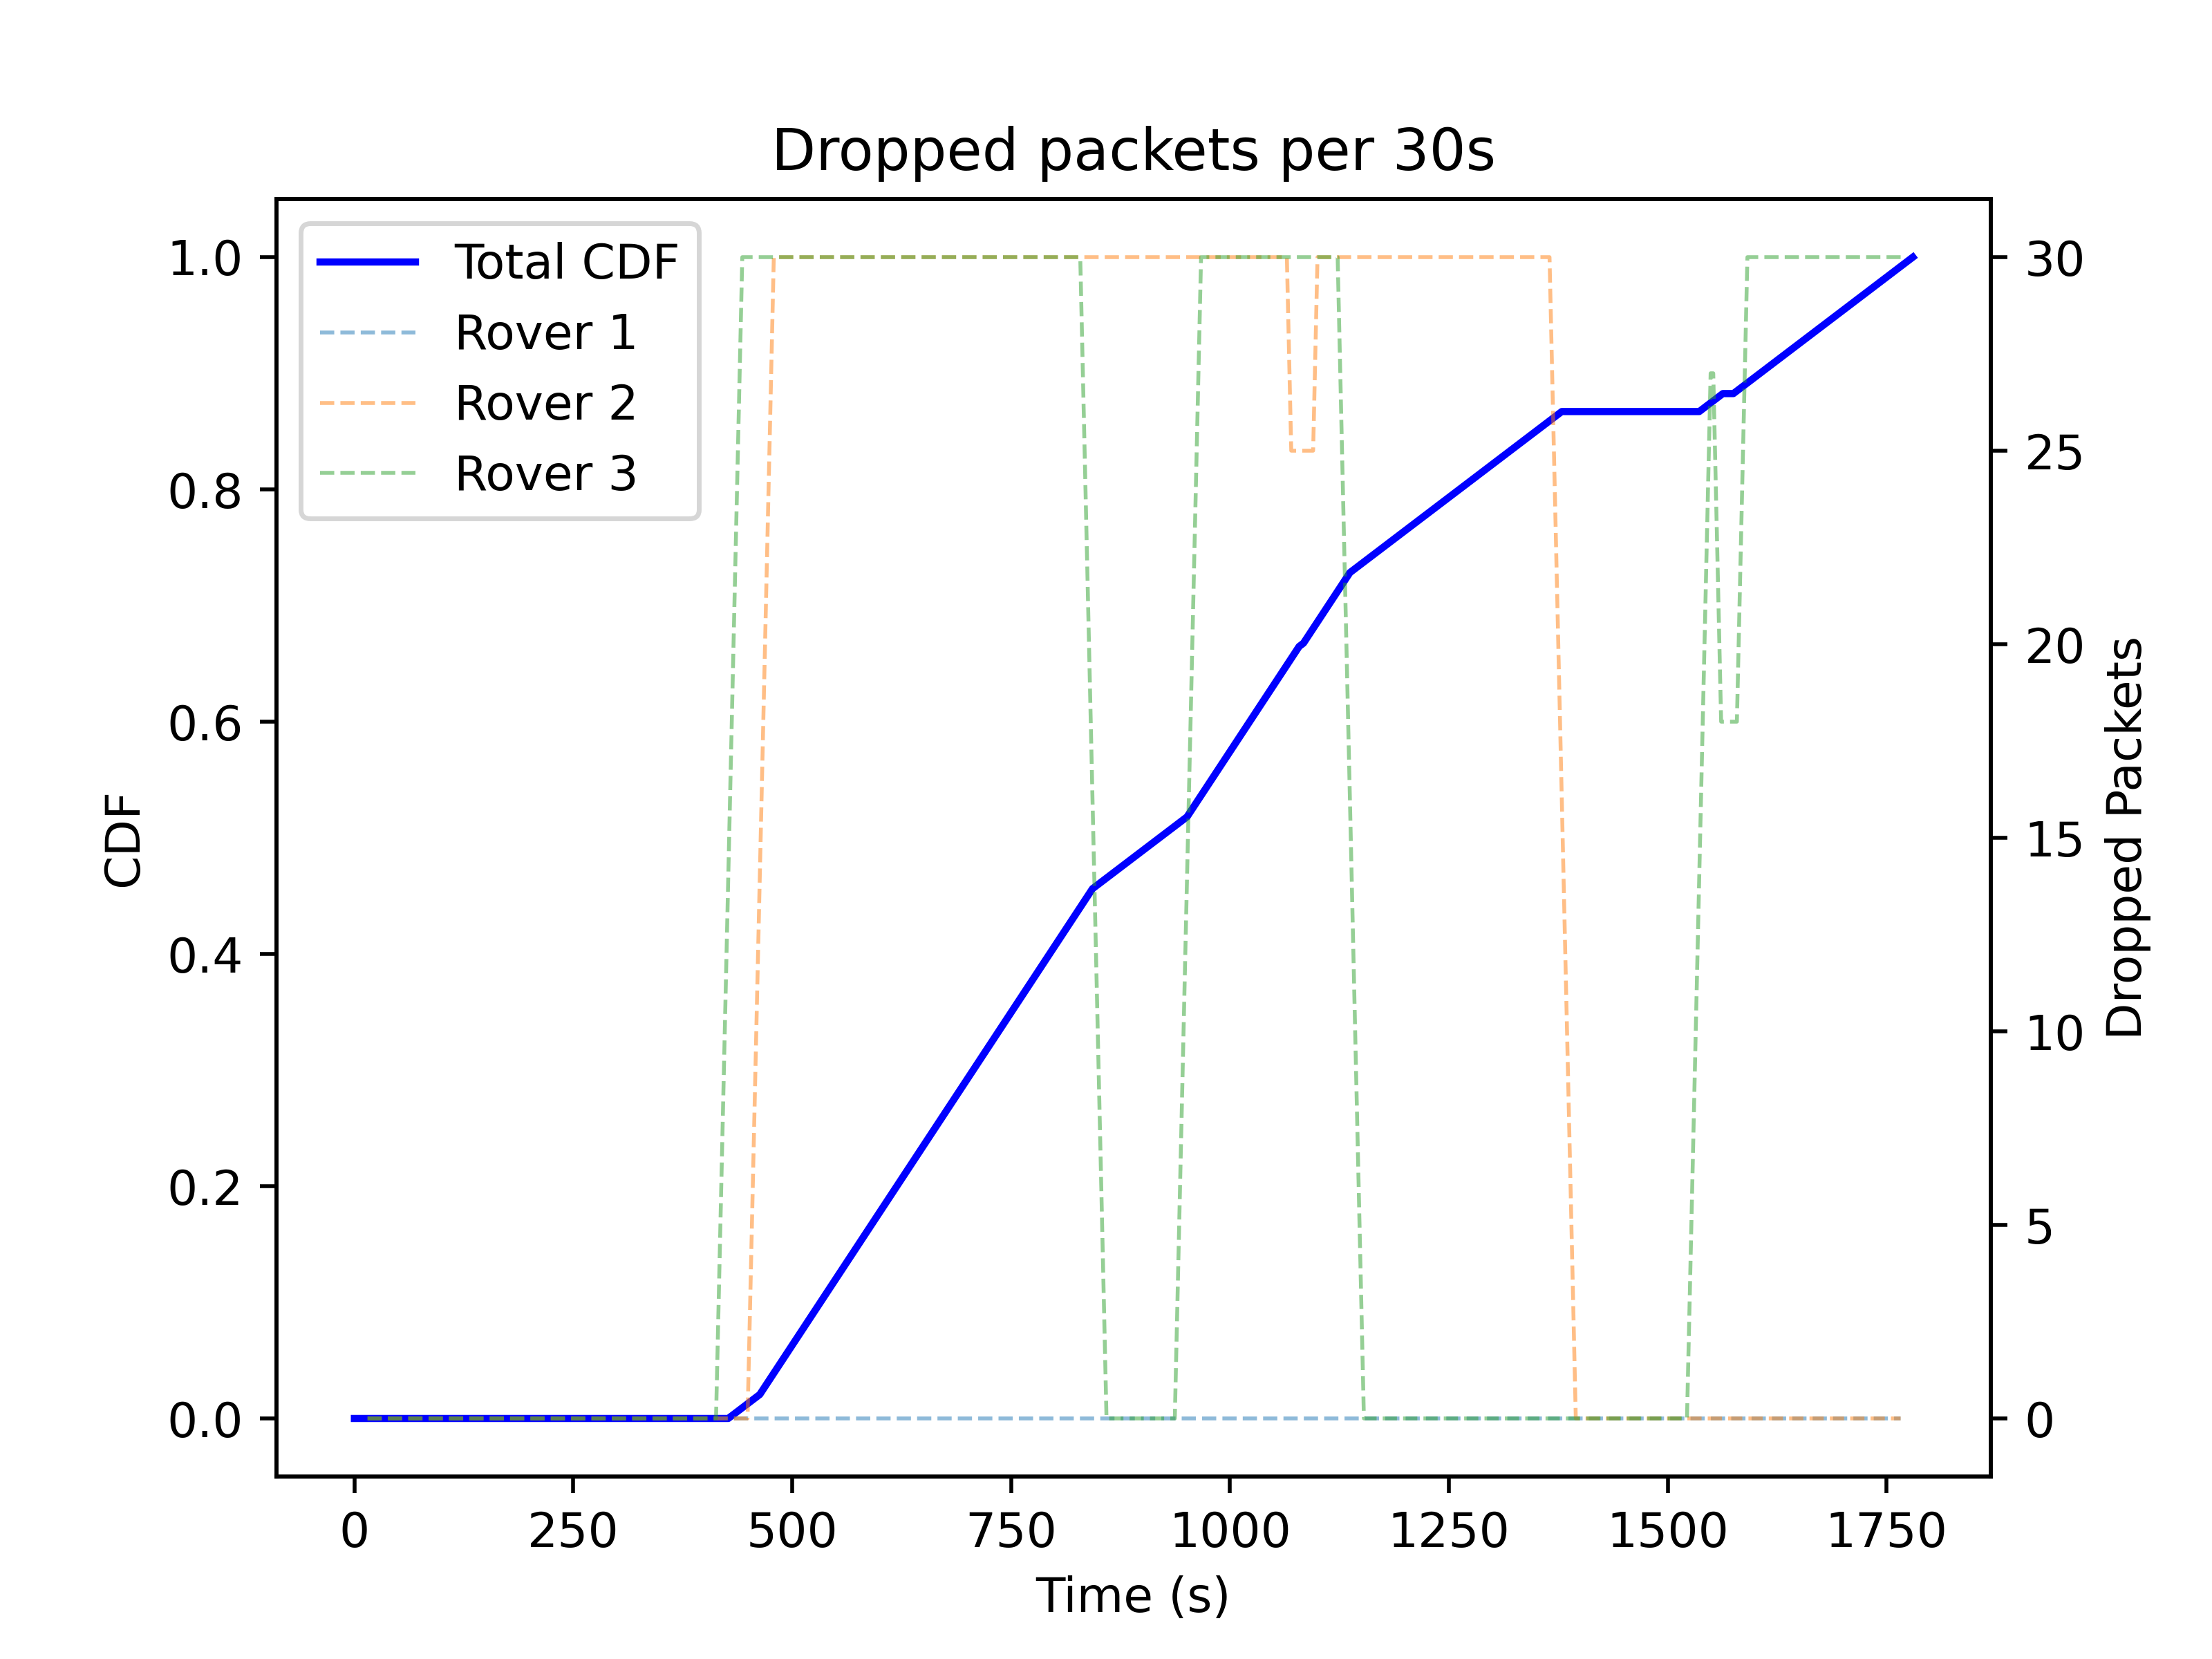 Dropped packets per 30s
Total CDF
Rover 1
Rover 2
Rover 3
1.0
0.8
0.6
0.4
0.2
0.0
CDF
30
25
20
15
10
5
0
Dropped Packets
0 250 500 750 1000 1250 1500 1750
Time (s)